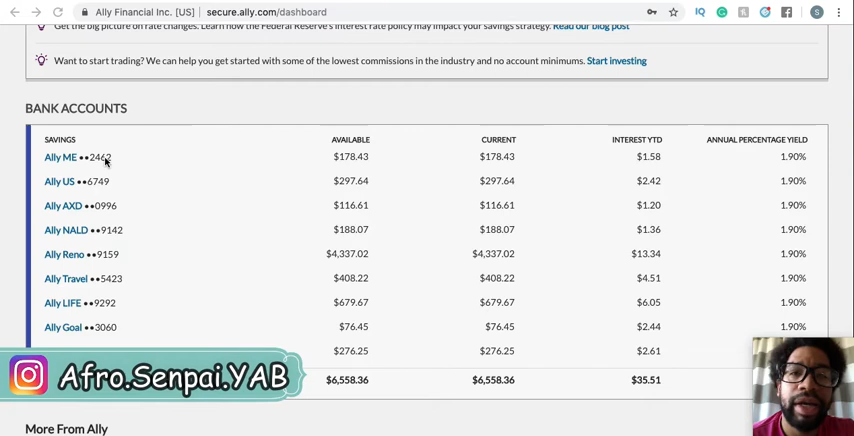 Ally Financial Inc. [US] secure.ally.com/dashboard
IQ S
Get the big picture on rate changes. Learn how the Federal Reserve's interest rate policy may impact your savings strategy. Read our blog post
Want to start trading? We can help you get started with some of the lowest commissions in the industry and no account minimums. Start investing
BANK ACCOUNTS
SAVINGS AVAILABLE CURRENT INTEREST YTD ANNUAL PERCENTAGE YIELD
Ally ME ••2462 $178.43 $178.43 $1.58 1.90%
Ally US ••6749 $297.64 $297.64 $2.42 1.90%
Ally AXD ••0996 $116.61 $116.61 $1.20 1.90%
Ally NALD ••9142 $188.07 $188.07 $1.36 1.90%
Ally Reno ••9159 $4,337.02 $4,337.02 $13.34 1.90%
Ally Travel ••5423 $408.22 $408.22 $4.51 1.90%
Ally LIFE ••9292 $679.67 $679.67 $6.05 1.90%
Ally Goal ••3060 $76.45 $76.45 $2.44 1.90%
$276.25 $276.25 $2.61
Afro.Senpai.YAB
$6,558.36 $6,558.36 $35.51
More From Ally